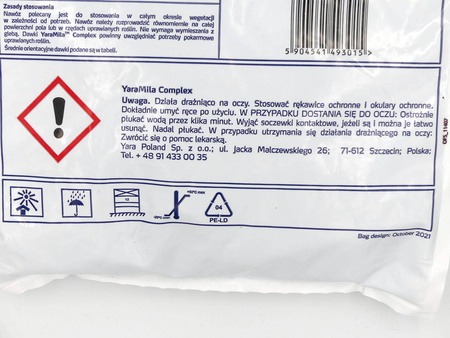 Zasady stosowania
Nawóz polecany jest do stosowania w całym okresie wegetacji
w zależności od potrzeb. Nawóz należy rozprowadzić równomiernie na całej
powierzchni pola lub w rzędach uprawnych roślin. Nie wymaga wymieszania z
glebą. Dawki YaraMila™ Complex powinny uwzględniać potrzeby pokarmowe
uprawianych roślin.
Średnie orientacyjne dawki podane są w tabeli.
5 904541 493015 >
YaraMila Complex
Uwaga. Działa drażniąco na oczy. Stosować rękawice ochronne i okulary ochronne.
Dokładnie umyć ręce po użyciu. W PRZYPADKU DOSTANIA SIĘ DO OCZU: Ostrożnie
płukać wodą przez kilka minut. Wyjąć soczewki kontaktowe, jeżeli są i można je łatwo
usunąć. Nadal płukać. W przypadku utrzymania się działania drażniącego na oczy:
Zwrócić się o pomoc lekarską.
Yara Poland Sp. z o.o.; ul. Jacka Malczewskiego 26; 71-612 Szczecin; Polska;
Tel. + 48 91 433 00 35
04
PE-LD
Bag design: October 2021